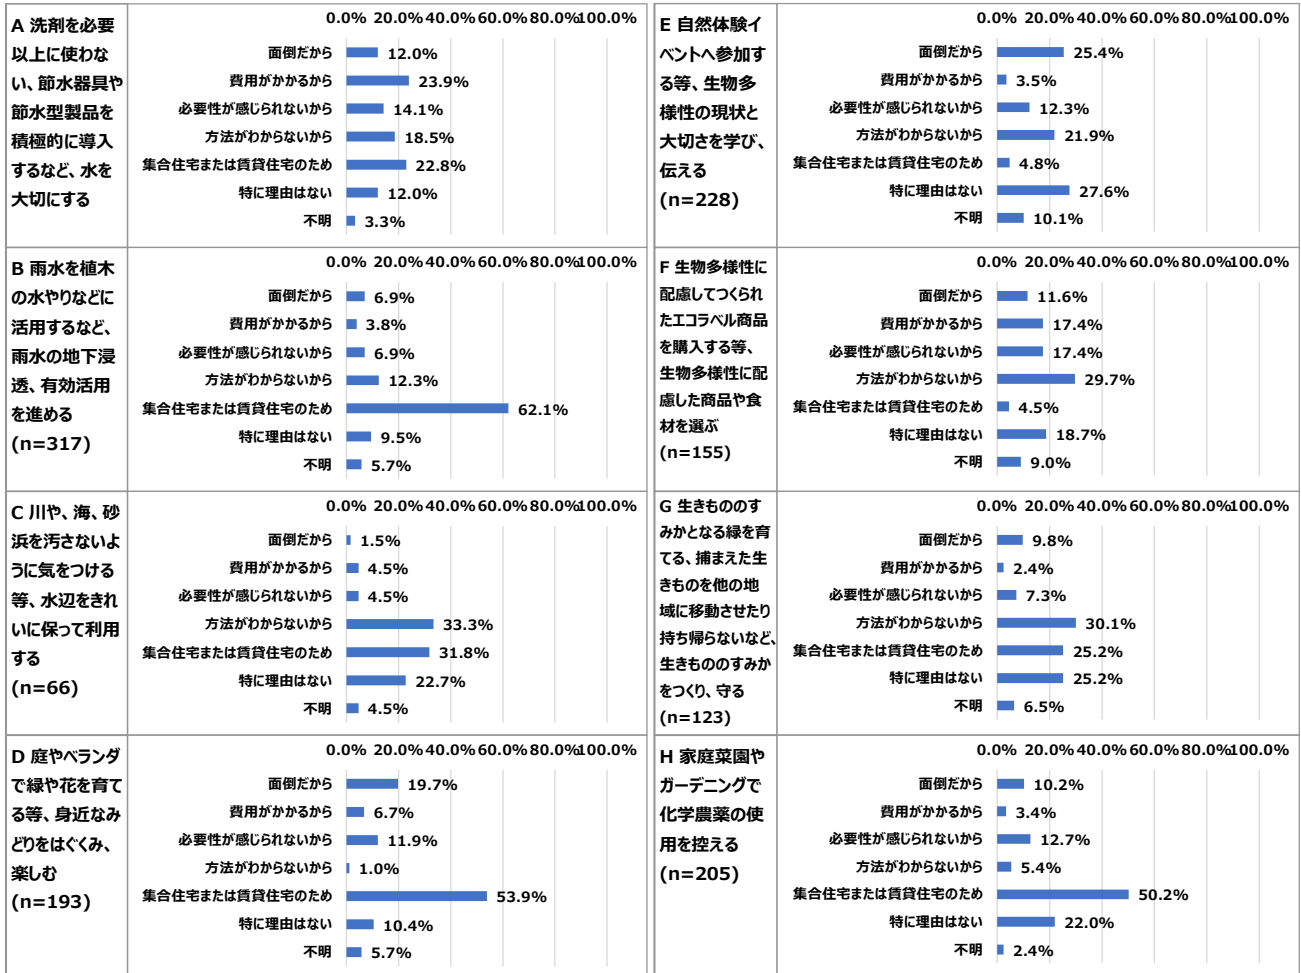 A 洗剤を必要
以上に使わな
い、節水器具や
節水型製品を
積極的に導入
するなど、水を
大切にする
0.0% 20.0% 40.0% 60.0% 80.0% 100.0%
面倒だから 12.0%
費用がかかるから 23.9%
必要性が感じられないから 14.1%
方法がわからないから 18.5%
集合住宅または賃貸住宅のため 22.8%
特に理由はない 12.0%
不明 3.3%
B 雨水を植木
の水やりなどに
活用するなど、
雨水の地下浸
透、有効活用
を進める
(n=317)
0.0% 20.0% 40.0% 60.0% 80.0% 100.0%
面倒だから 6.9%
費用がかかるから 3.8%
必要性が感じられないから 6.9%
方法がわからないから 12.3%
集合住宅または賃貸住宅のため 62.1%
特に理由はない 9.5%
不明 5.7%
C 川や、海、砂
浜を汚さないよ
うに気をつける
等、水辺をきれ
いに保って利用
する
(n=66)
0.0% 20.0% 40.0% 60.0% 80.0% 100.0%
面倒だから 1.5%
費用がかかるから 4.5%
必要性が感じられないから 4.5%
方法がわからないから 33.3%
集合住宅または賃貸住宅のため 31.8%
特に理由はない 22.7%
不明 4.5%
D 庭やベランダ
で緑や花を育て
る等、身近なみ
どりをはぐくみ、
楽しむ
(n=193)
0.0% 20.0% 40.0% 60.0% 80.0% 100.0%
面倒だから 19.7%
費用がかかるから 6.7%
必要性が感じられないから 11.9%
方法がわからないから 1.0%
集合住宅または賃貸住宅のため 53.9%
特に理由はない 10.4%
不明 5.7%
E 自然体験イ
ベントへ参加す
る等、生物多
様性の現状と
大切さを学び、
伝える
(n=228)
0.0% 20.0% 40.0% 60.0% 80.0% 100.0%
面倒だから 25.4%
費用がかかるから 3.5%
必要性が感じられないから 12.3%
方法がわからないから 21.9%
集合住宅または賃貸住宅のため 4.8%
特に理由はない 27.6%
不明 10.1%
F 生物多様性に
配慮してつくられ
たエコラベル商品
を購入する等、
生物多様性に配
慮した商品や食
材を選ぶ
(n=155)
0.0% 20.0% 40.0% 60.0% 80.0% 100.0%
面倒だから 11.6%
費用がかかるから 17.4%
必要性が感じられないから 17.4%
方法がわからないから 29.7%
集合住宅または賃貸住宅のため 4.5%
特に理由はない 18.7%
不明 9.0%
G 生きもののす
みかとなる緑を育
てる、捕まえた生
きものを他の地
域に移動させたり
持ち帰らないなど、
生きもののすみか
をつくり、守る
(n=123)
0.0% 20.0% 40.0% 60.0% 80.0% 100.0%
面倒だから 9.8%
費用がかかるから 2.4%
必要性が感じられないから 7.3%
方法がわからないから 30.1%
集合住宅または賃貸住宅のため 25.2%
特に理由はない 25.2%
不明 6.5%
H 家庭菜園や
ガーデニングで
化学農薬の使
用を控える
(n=205)
0.0% 20.0% 40.0% 60.0% 80.0% 100.0%
面倒だから 10.2%
費用がかかるから 3.4%
必要性が感じられないから 12.7%
方法がわからないから 5.4%
集合住宅または賃貸住宅のため 50.2%
特に理由はない 22.0%
不明 2.4%